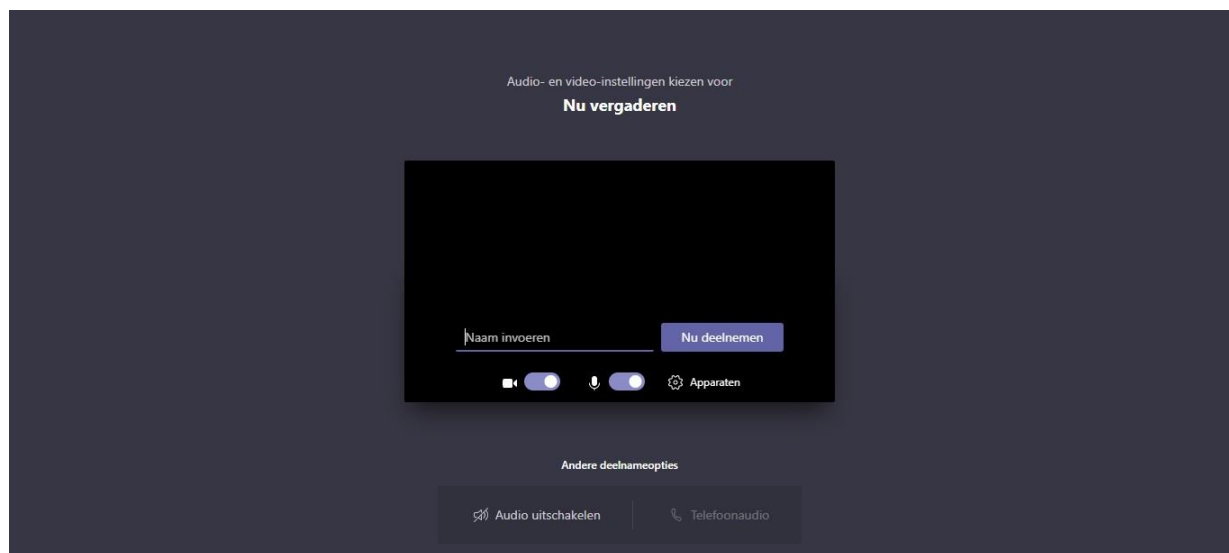 Audio- en video-instellingen kiezen voor
Nu vergaderen
Naam invoeren
Nu deelnemen
Apparaten
Andere deelnameopties
Audio uitschakelen
Telefoonaudio